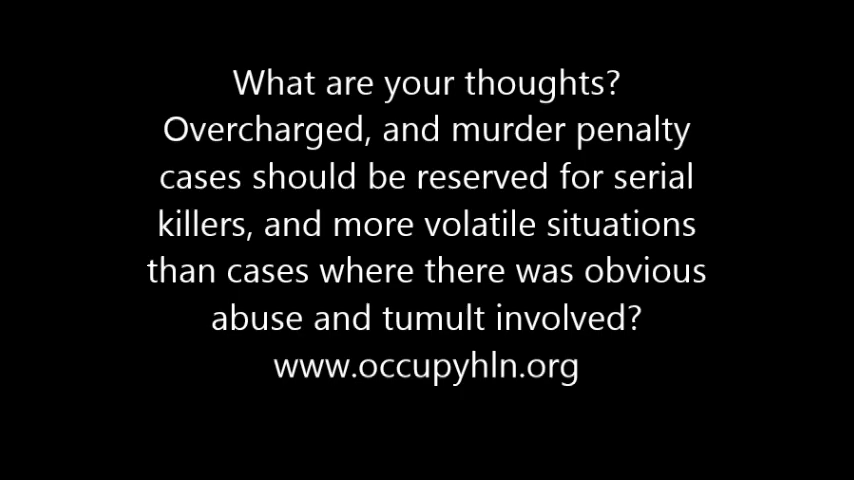 What are your thoughts?
Overcharged, and murder penalty
cases should be reserved for serial
killers, and more volatile situations
than cases where there was obvious
abuse and tumult involved?
www.occupyhln.org